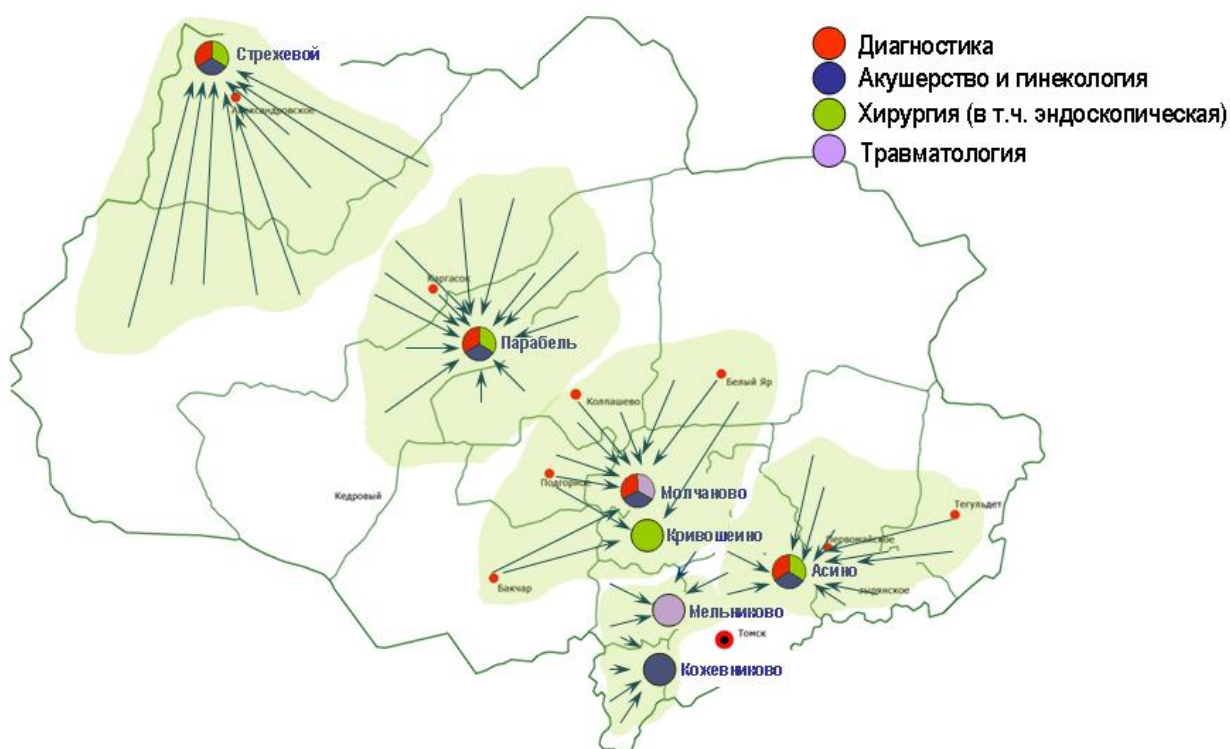 Стрежевой
Александровское
Диагностика
Акушерство и гинекология
Хирургия (в т.ч. эндоскопическая)
Травматология
Каргасок
Парабель
Белый Яр
Колпашево
Подгорное
Молчаново
Кедровый
Кривошеино
Тегульдет
Первомайское
Асино
Бакчар
ырянское
Мельниково
Томск
Кожевниково